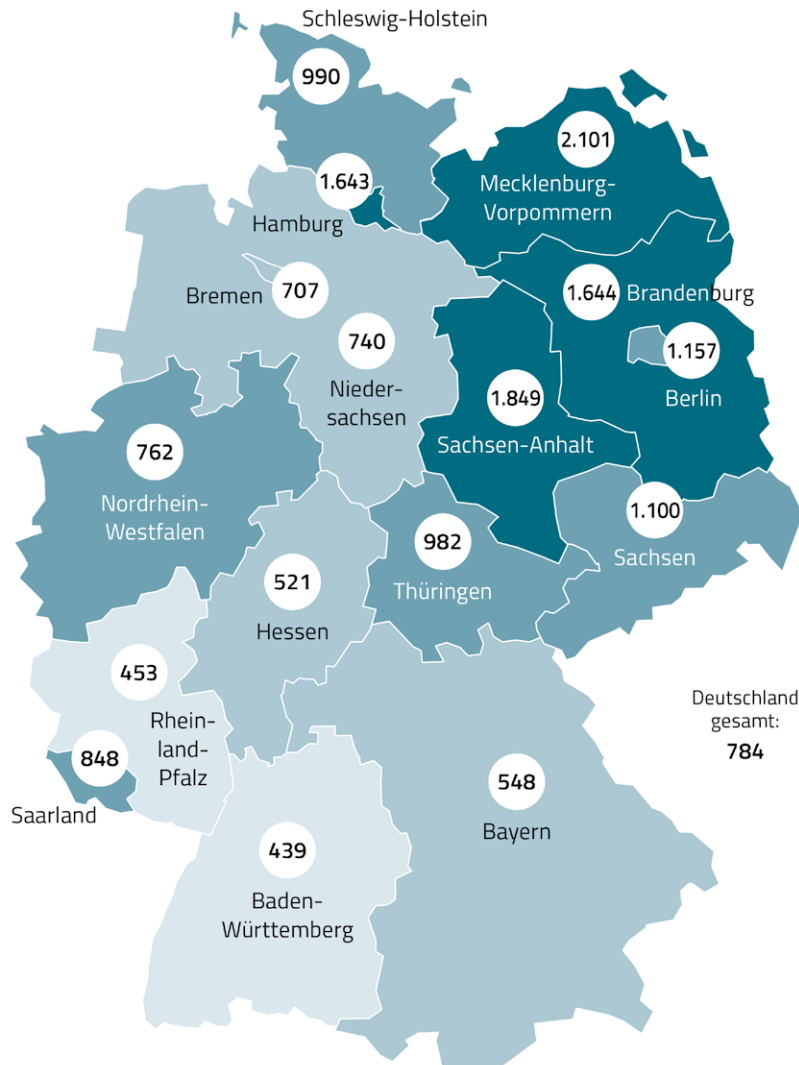 Schleswig-Holstein
990
2.101
Mecklenburg-
Vorpommern
1.643
Hamburg
Bremen
707
1.644
Brandenburg
740
Nieder-
sachsen
1.157
Berlin
1.849
Sachsen-Anhalt
762
Nordrhein-
Westfalen
1.100
Sachsen
982
Thüringen
521
Hessen
453
Rhein-
land-
Pfalz
Deutschland
gesamt:
784
848
Saarland
548
Bayern
439
Baden-
Württemberg